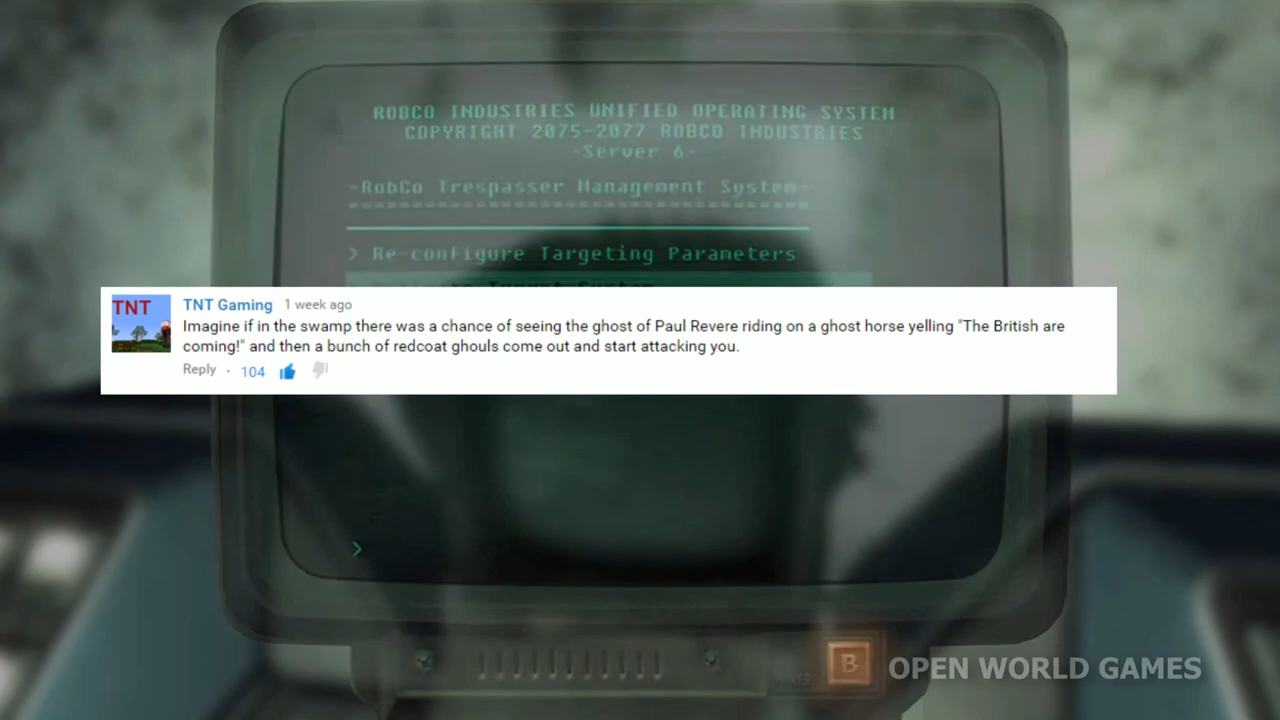 ROBCO INDUSTRIES UNIFIED OPERATING SYSTEM
COPYRIGHT 2075-2077 ROBCO INDUSTRIES
-Server 6-
-RobCo Trespasser Management System-
> Re-configure Targeting Parameters
TNT
TNT Gaming 1 week ago
Imagine if in the swamp there was a chance of seeing the ghost of Paul Revere riding on a ghost horse yelling "The British are
coming!" and then a bunch of redcoat ghouls come out and start attacking you.
Reply · 104
>
B
OPEN WORLD GAMES